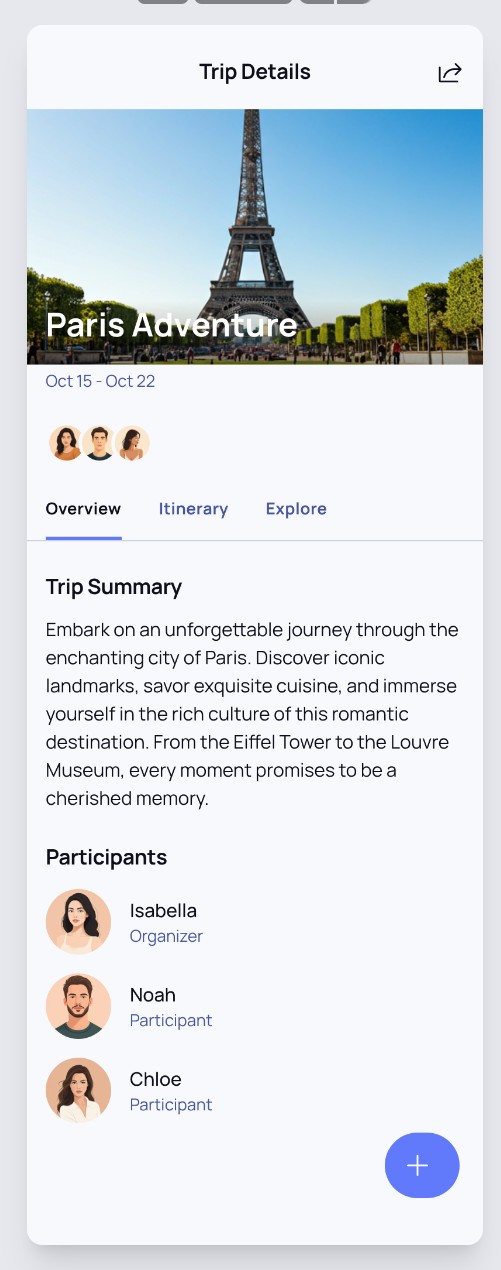 Trip Details
Paris Adventure
Oct 15 - Oct 22
Overview Itinerary Explore
Trip Summary
Embark on an unforgettable journey through the
enchanting city of Paris. Discover iconic
landmarks, savor exquisite cuisine, and immerse
yourself in the rich culture of this romantic
destination. From the Eiffel Tower to the Louvre
Museum, every moment promises to be a
cherished memory.
Participants
Isabella
Organizer
Noah
Participant
Chloe
Participant